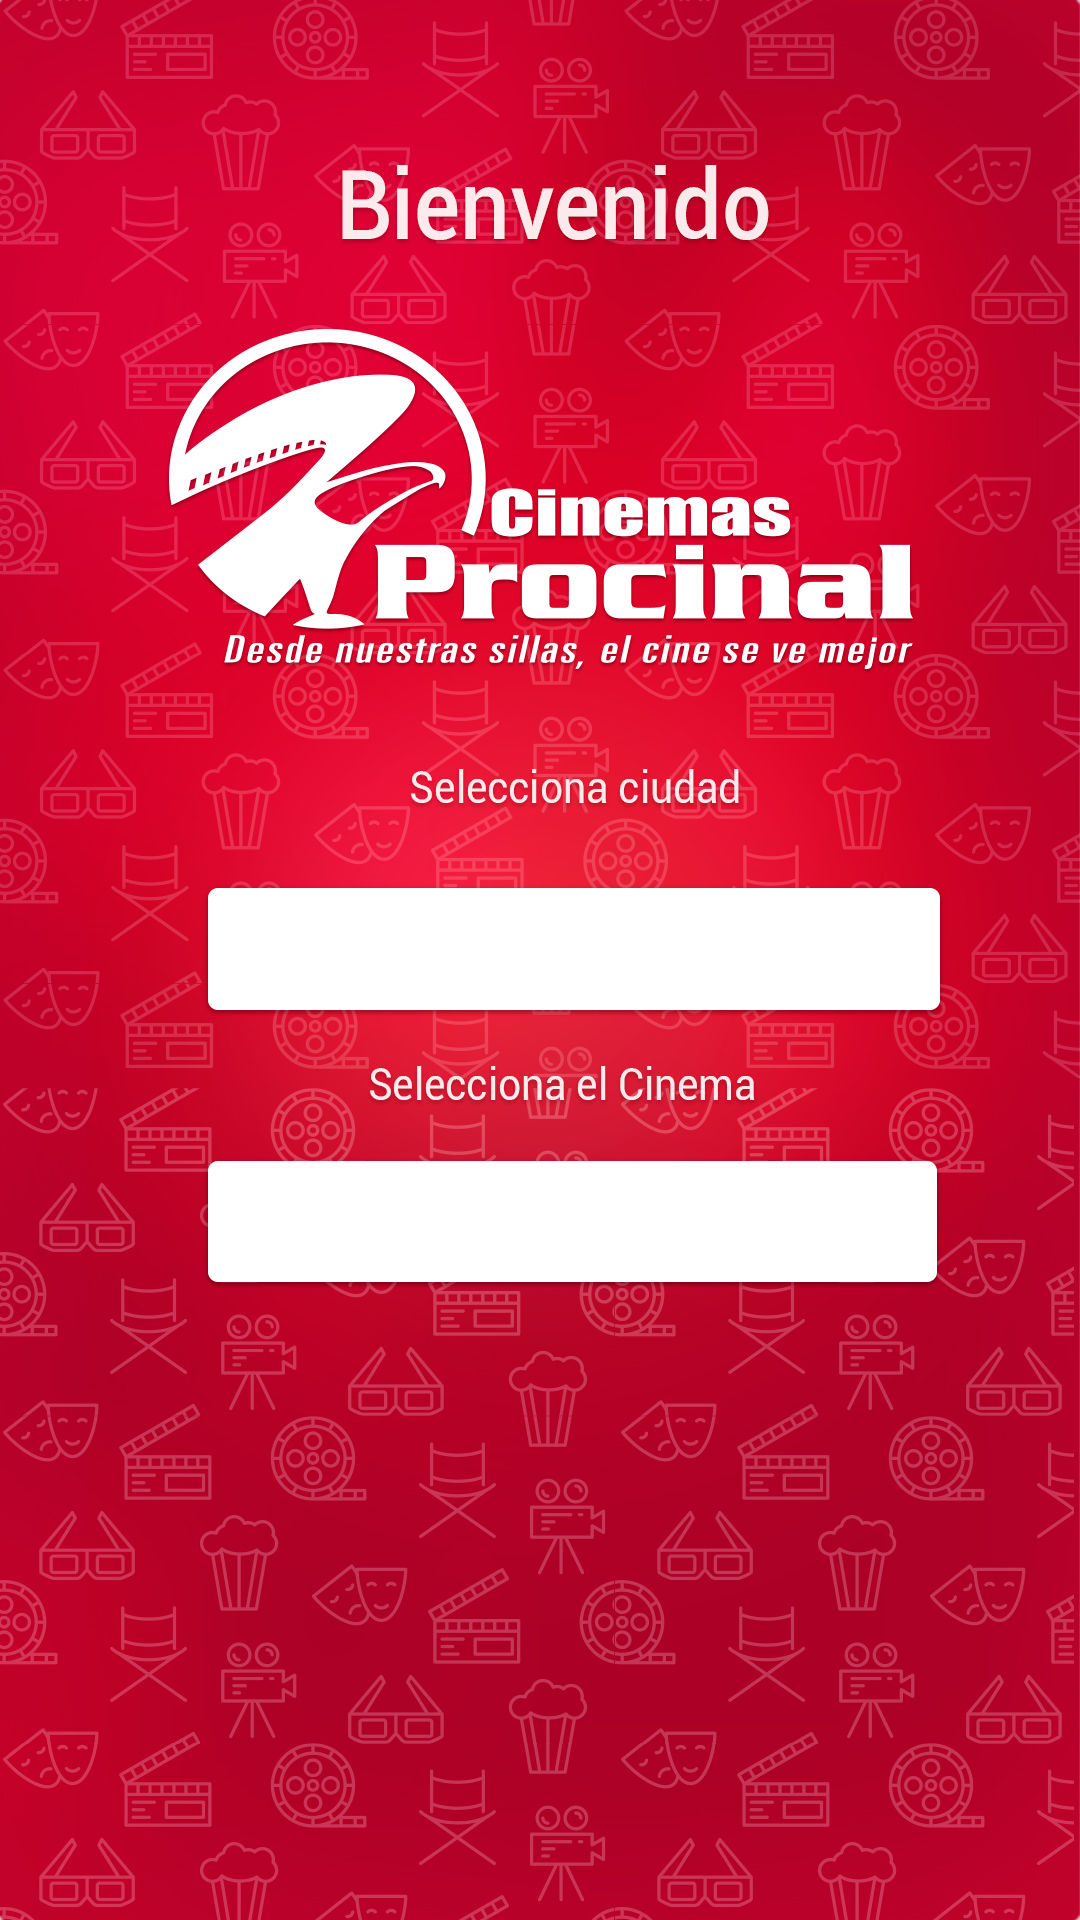 Bienvenido
Cinemas
Procinal
Desde nuestras sillas, el cine se ve mejor
Selecciona ciudad
Selecciona el Cinema